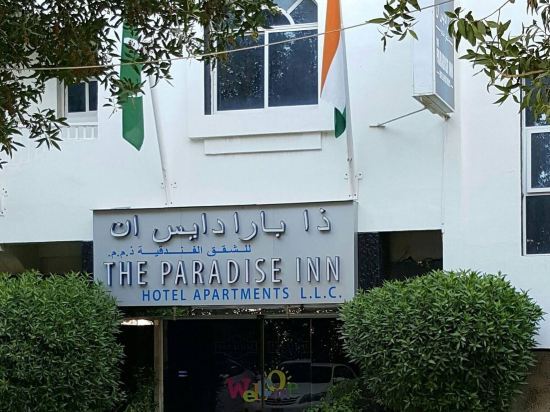 ذا بارادايس ان
للشقق الفندقية ذ.م.م.
THE PARADISE INN
HOTEL APARTMENTS L.L.C.
Welcome